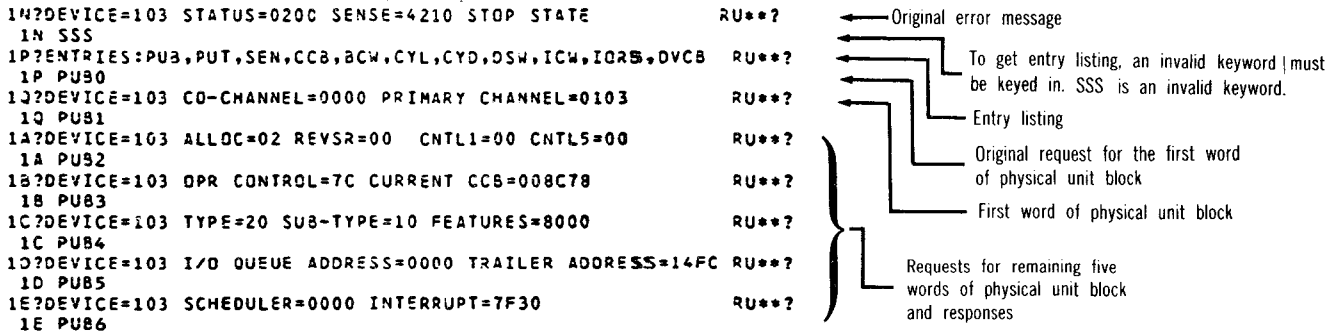 1N?DEVICE=103 STATUS=020C SENSE=4210 STOP STATE RU**?
1N SSS
1P?ENTRIES:PUB,PUT,SEN,CCB,BCW,CYL,CYD,DSW,ICW,IORB,DVCB RU**?
1P PUB0
1Q?DEVICE=103 CO-CHANNEL=0000 PRIMARY CHANNEL=0103 RU**?
1Q PUB1
1A?DEVICE=103 ALLOC=02 REVSR=00 CNTL1=00 CNTL5=00 RU**?
1A PUB2
1B?DEVICE=103 OPR CONTROL=7C CURRENT CCB=008C78 RU**?
1B PUB3
1C?DEVICE=103 TYPE=20 SUB-TYPE=10 FEATURES=8000 RU**?
1C PUB4
1D?DEVICE=103 I/O QUEUE ADDRESS=0000 TRAILER ADDRESS=14FC RU**?
1D PUB5
1E?DEVICE=103 SCHEDULER=0000 INTERRUPT=7F30 RU**?
1E PUB6
Original error message
To get entry listing, an invalid keyword must
be keyed in. SSS is an invalid keyword.
Entry listing
Original request for the first word
of physical unit block
First word of physical unit block
Requests for remaining five
words of physical unit block
and responses